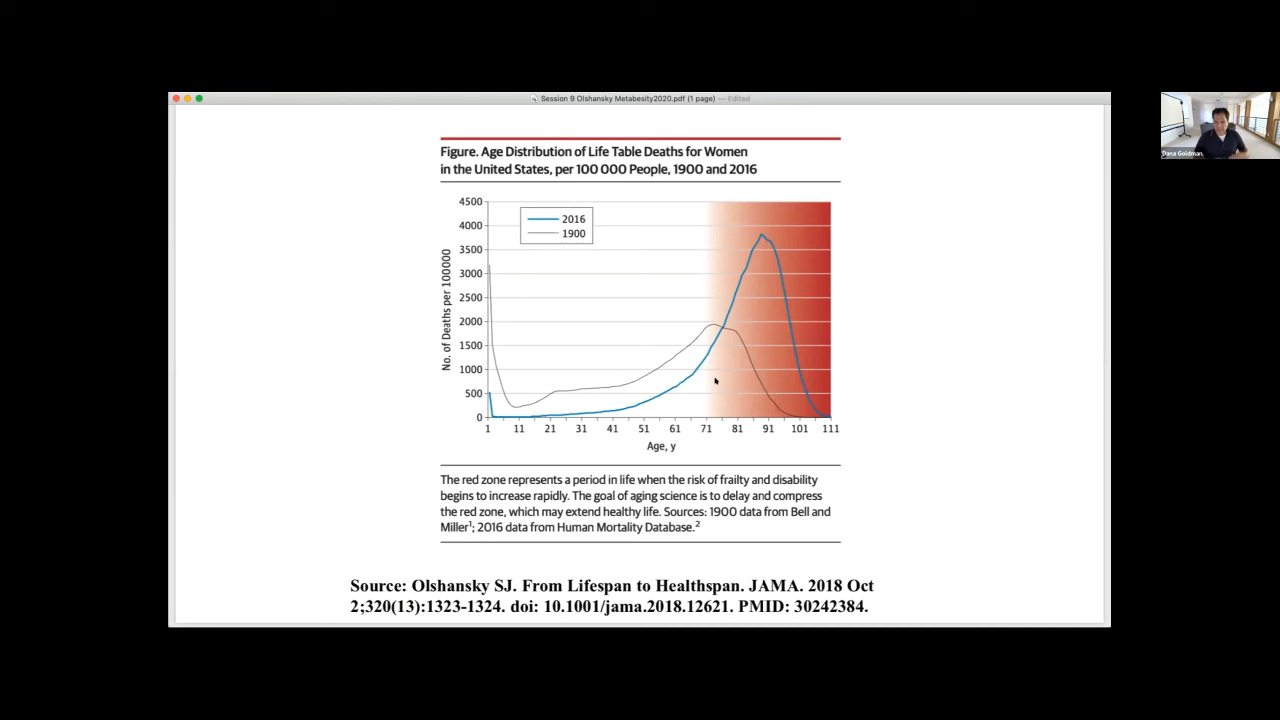 Session 9 Olshansky Metabesity2020.pdf (1 page) — Edited
Dana Goldman
Figure. Age Distribution of Life Table Deaths for Women
in the United States, per 100 000 People, 1900 and 2016
4500
4000
3500
3000
2500
2000
1500
1000
500
0
No. of Deaths per 100000
2016
1900
1 11 21 31 41 51 61 71 81 91 101 111
Age, y
The red zone represents a period in life when the risk of frailty and disability
begins to increase rapidly. The goal of aging science is to delay and compress
the red zone, which may extend healthy life. Sources: 1900 data from Bell and
Miller¹; 2016 data from Human Mortality Database.²
Source: Olshansky SJ. From Lifespan to Healthspan. JAMA. 2018 Oct
2;320(13):1323-1324. doi: 10.1001/jama.2018.12621. PMID: 30242384.